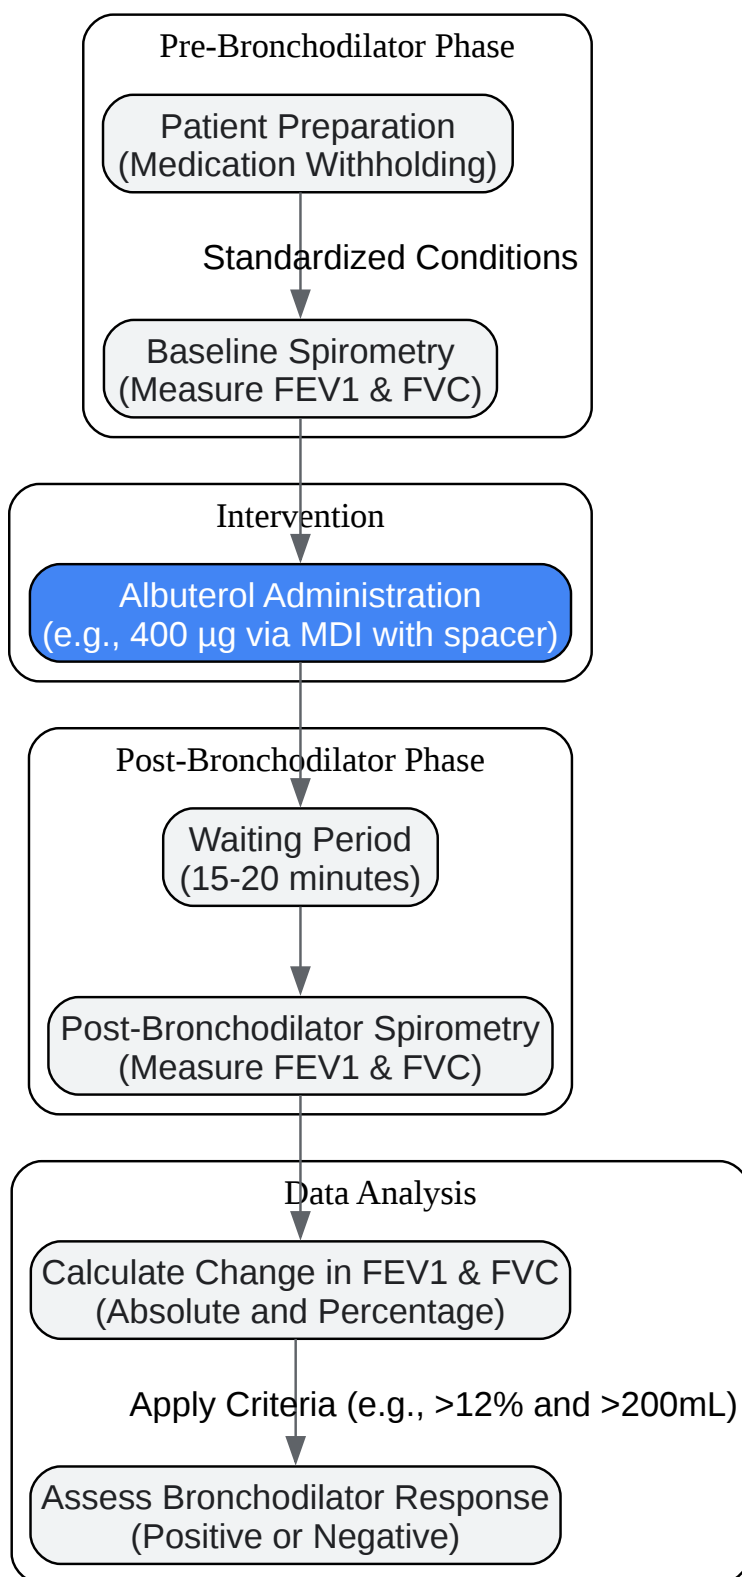 Pre-Bronchodilator Phase
Patient Preparation
(Medication Withholding)
Standardized Conditions
Baseline Spirometry
(Measure FEV1 & FVC)
Intervention
Albuterol Administration
(e.g., 400 µg via MDI with spacer)
Post-Bronchodilator Phase
Waiting Period
(15-20 minutes)
Post-Bronchodilator Spirometry
(Measure FEV1 & FVC)
Data Analysis
Calculate Change in FEV1 & FVC
(Absolute and Percentage)
Apply Criteria (e.g., >12% and >200mL)
Assess Bronchodilator Response
(Positive or Negative)